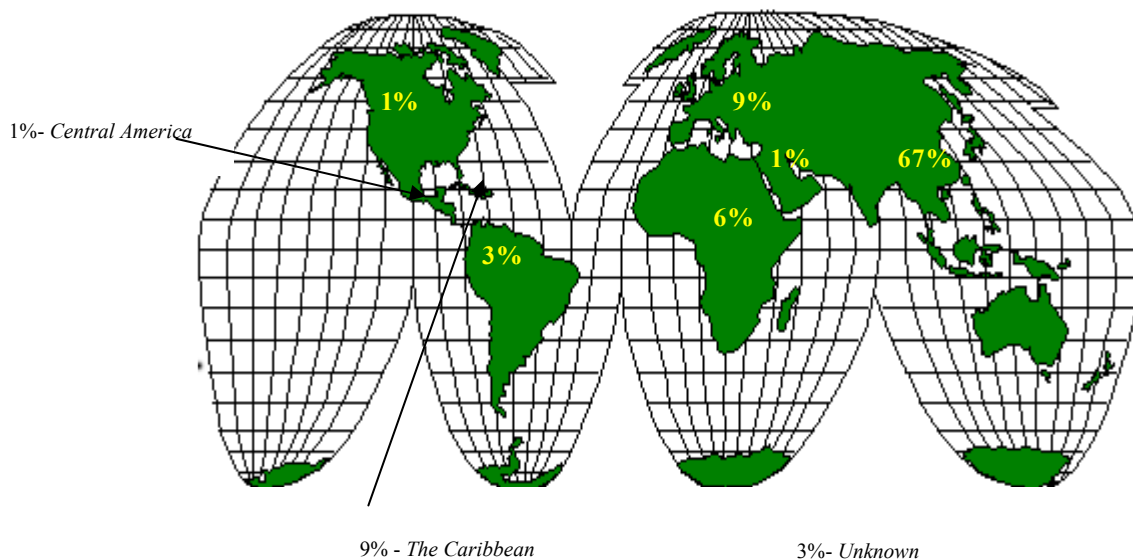 1%
9%
1%- Central America
1%
67%
6%
3%
9% - The Caribbean
3%- Unknown